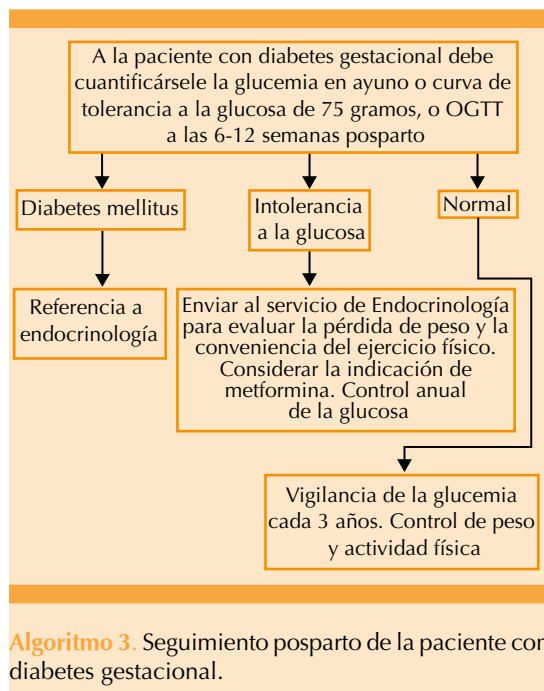 A la paciente con diabetes gestacional debe
cuantificársele la glucemia en ayuno o curva de
tolerancia a la glucosa de 75 gramos, o OGTT
a las 6-12 semanas posparto
Diabetes mellitus
Intolerancia
a la glucosa
Normal
Referencia a
endocrinología
Enviar al servicio de Endocrinología
para evaluar la pérdida de peso y la
conveniencia del ejercicio físico.
Considerar la indicación de
metformina. Control anual
de la glucosa
Vigilancia de la glucemia
cada 3 años. Control de peso
y actividad física
Algoritmo 3. Seguimiento posparto de la paciente con
diabetes gestacional.